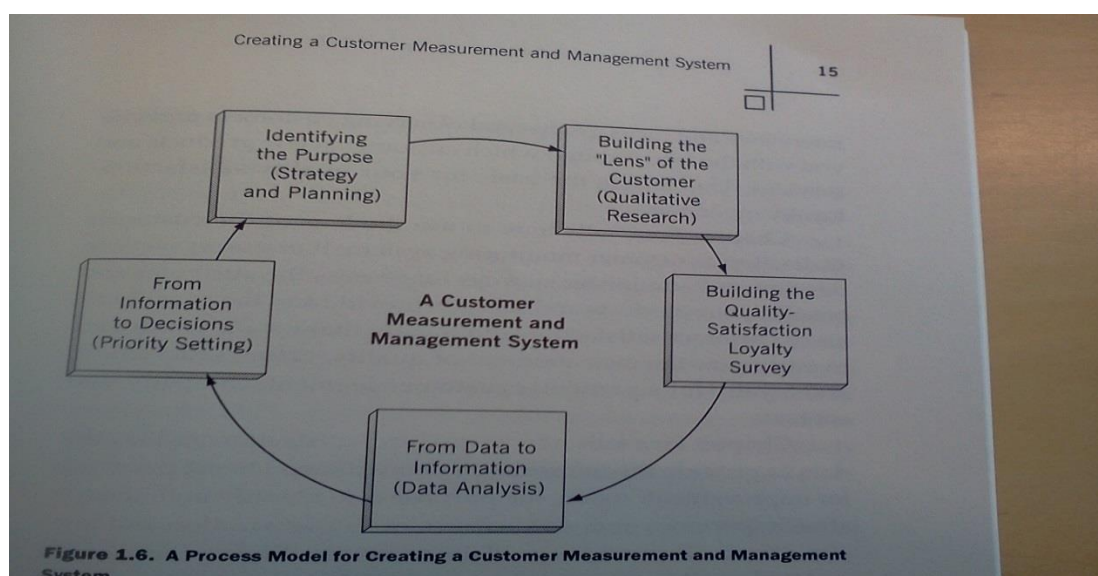 Creating a Customer Measurement and Management System
15
Identifying
the Purpose
(Strategy
and Planning)
Building the
"Lens" of the
Customer
(Qualitative
Research)
Building the
Quality-
Satisfaction
Loyalty
Survey
From Data to
Information
(Data Analysis)
From
Information
to Decisions
(Priority Setting)
A Customer
Measurement and
Management System
Figure 1.6. A Process Model for Creating a Customer Measurement and Management
System